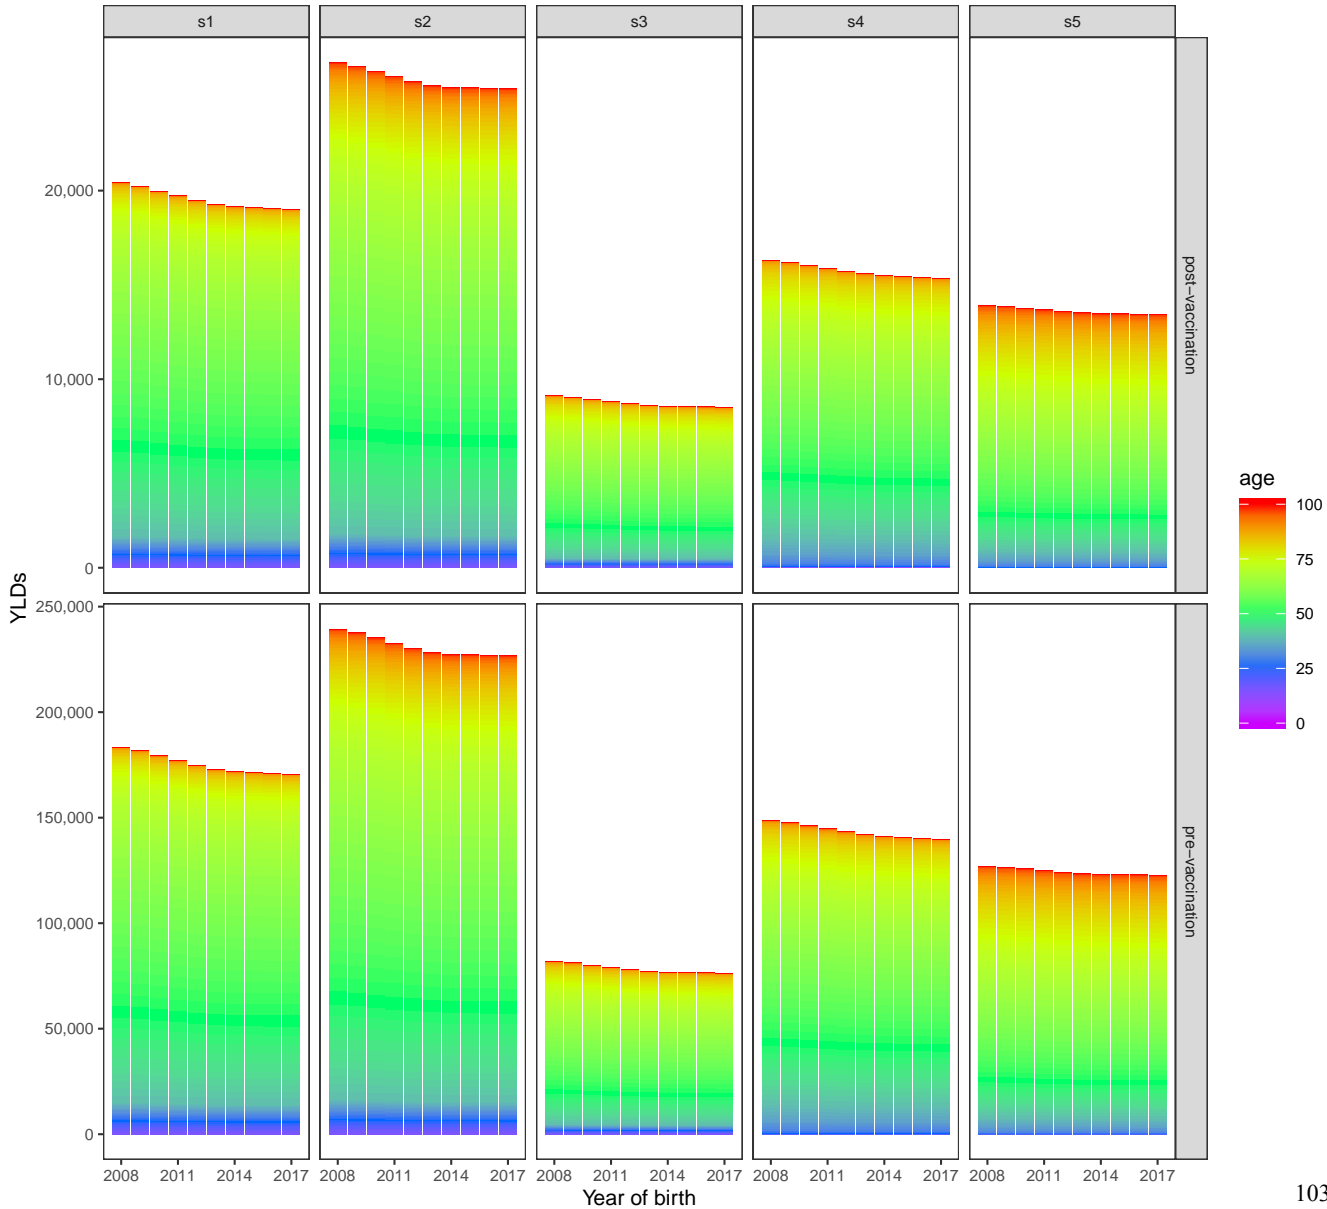 s1 s2 s3 s4 s5
20,000
10,000
0
post−vaccination
YLDs
250,000
200,000
150,000
100,000
50,000
0
pre−vaccination
2008 2011 2014 2017 2008 2011 2014 2017 2008 2011 2014 2017 2008 2011 2014 2017 2008 2011 2014 2017
Year of birth
age
100
75
50
25
0
103